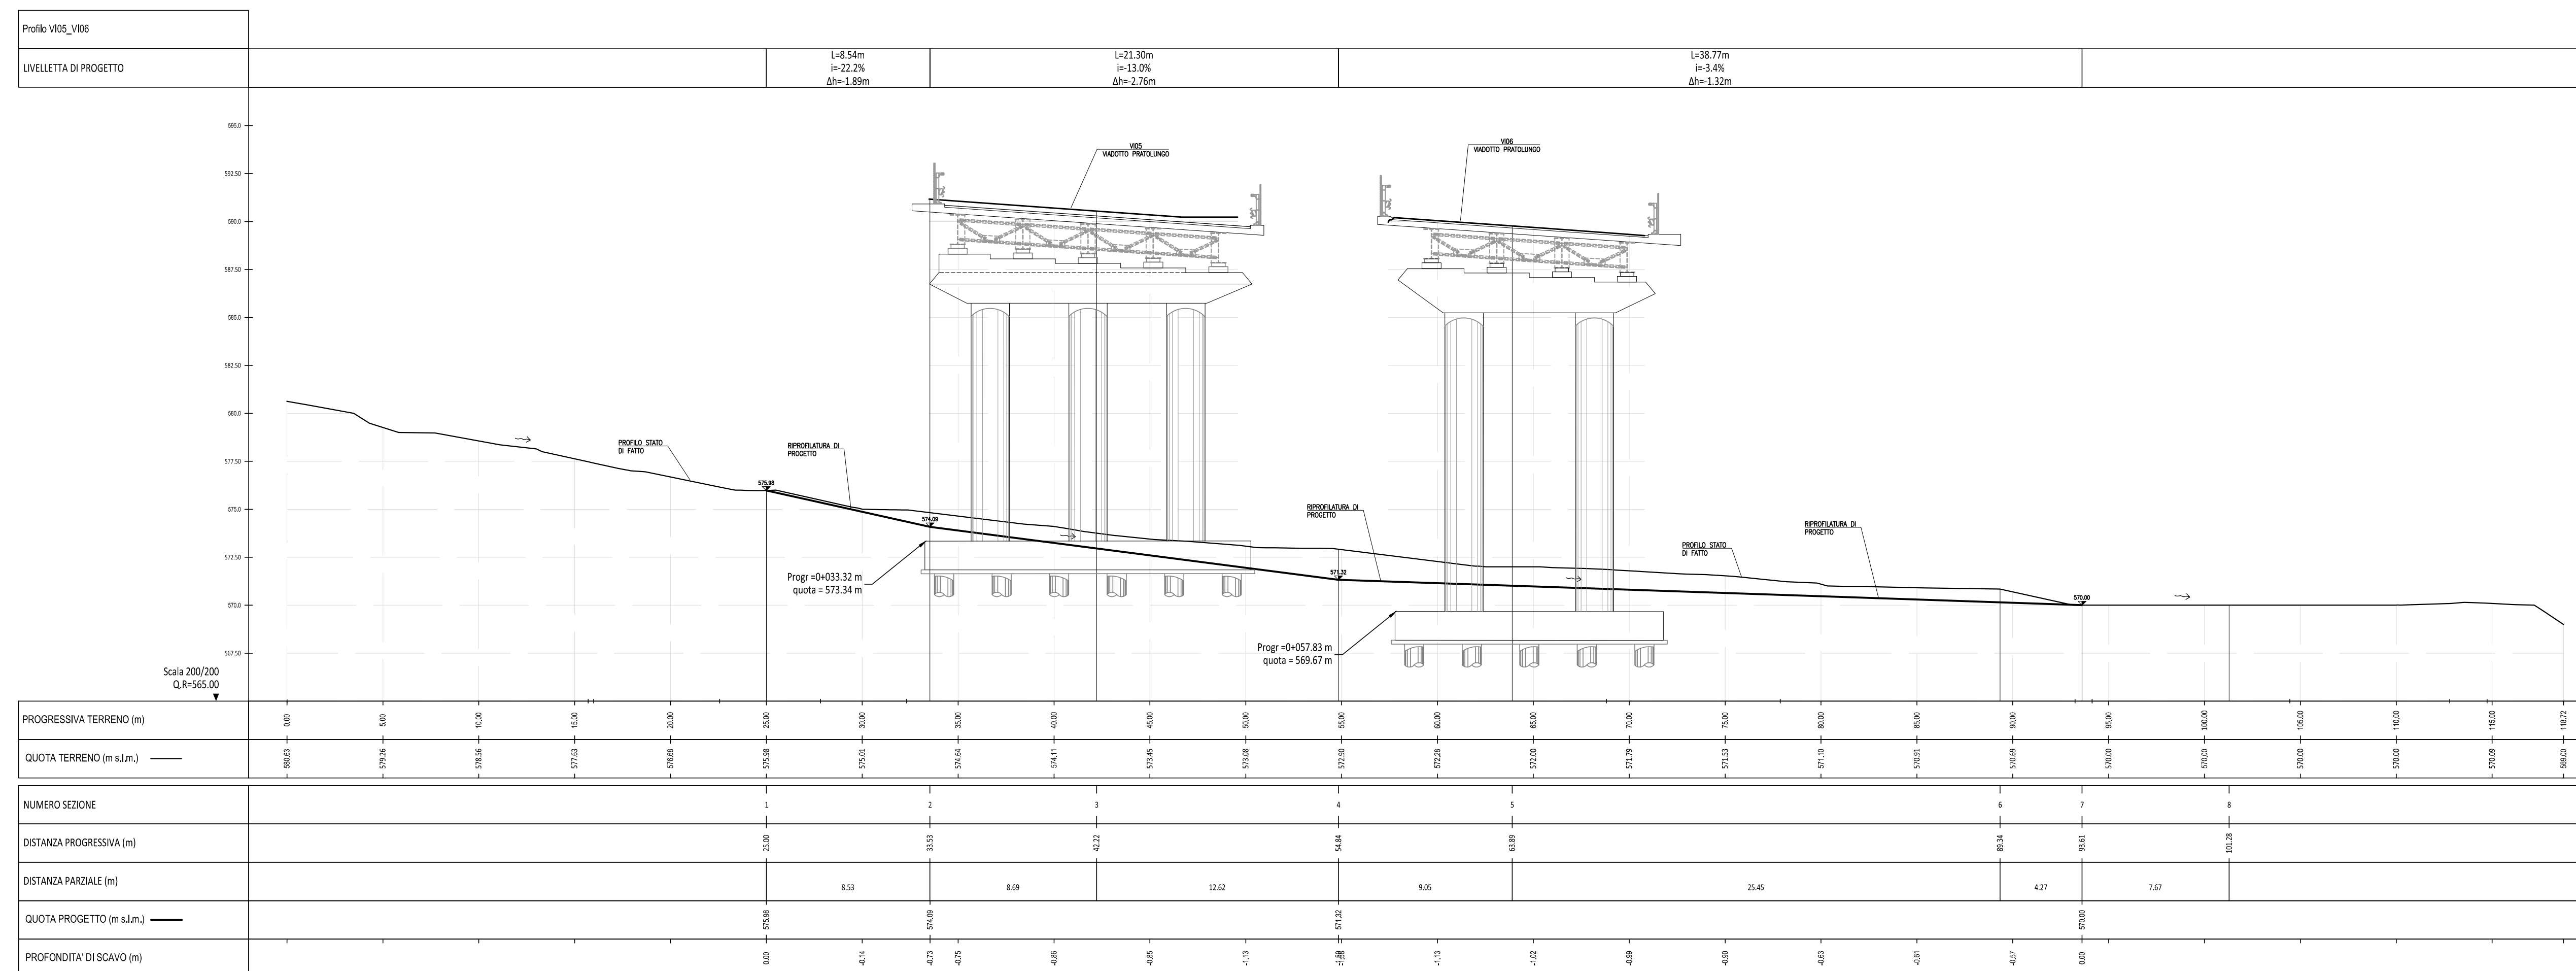 Profilo VI05_VI06
LIVELLETTA DI PROGETTO
L=8.54m
i=-22.2%
Δh=-1.89m
L=21.30m
i=-13.0%
Δh=-2.76m
L=38.77m
i=-3.4%
Δh=-1.32m
595.0
592.50
590.0
587.50
585.0
582.50
580.0
577.50
575.0
572.50
570.0
567.50
VI05
VIADOTTO PRATOLUNGO
VI06
VIADOTTO PRATOLUNGO
PROFILO STATO
DI FATTO
RIPROFILATURA DI
PROGETTO
575.98
574.09
RIPROFILATURA DI
PROGETTO
571.32
PROFILO STATO
DI FATTO
RIPROFILATURA DI
PROGETTO
570.00
Progr =0+033.32 m
quota = 573.34 m
Progr =0+057.83 m
quota = 569.67 m
Scala 200/200
Q.R=565.00
PROGRESSIVA TERRENO (m)
0.00 5.00 10.00 15.00 20.00 25.00 30.00 35.00 40.00 45.00 50.00 55.00 60.00 65.00 70.00 75.00 80.00 85.00 90.00 95.00 100.00 105.00 110.00 115.00 118.72
QUOTA TERRENO (m s.l.m.)
580.63 579.26 578.56 577.63 576.68 575.98 575.01 574.64 574.11 573.45 573.08 572.90 572.28 572.00 571.79 571.53 571.10 570.91 570.69 570.00 570.00 570.00 570.00 570.09 569.00
NUMERO SEZIONE
1 2 3 4 5 6 7 8
DISTANZA PROGRESSIVA (m)
25.00 33.53 42.22 54.84 63.89 89.34 93.61 101.28
DISTANZA PARZIALE (m)
8.53 8.69 12.62 9.05 25.45 4.27 7.67
QUOTA PROGETTO (m s.l.m.)
575.98 574.09 571.32 570.00
PROFONDITA' DI SCAVO (m)
0.00 -0.14 -0.73 -0.75 -0.86 -0.85 -1.13 -1.13 -1.02 -0.99 -0.90 -0.63 -0.61 -0.57 0.00